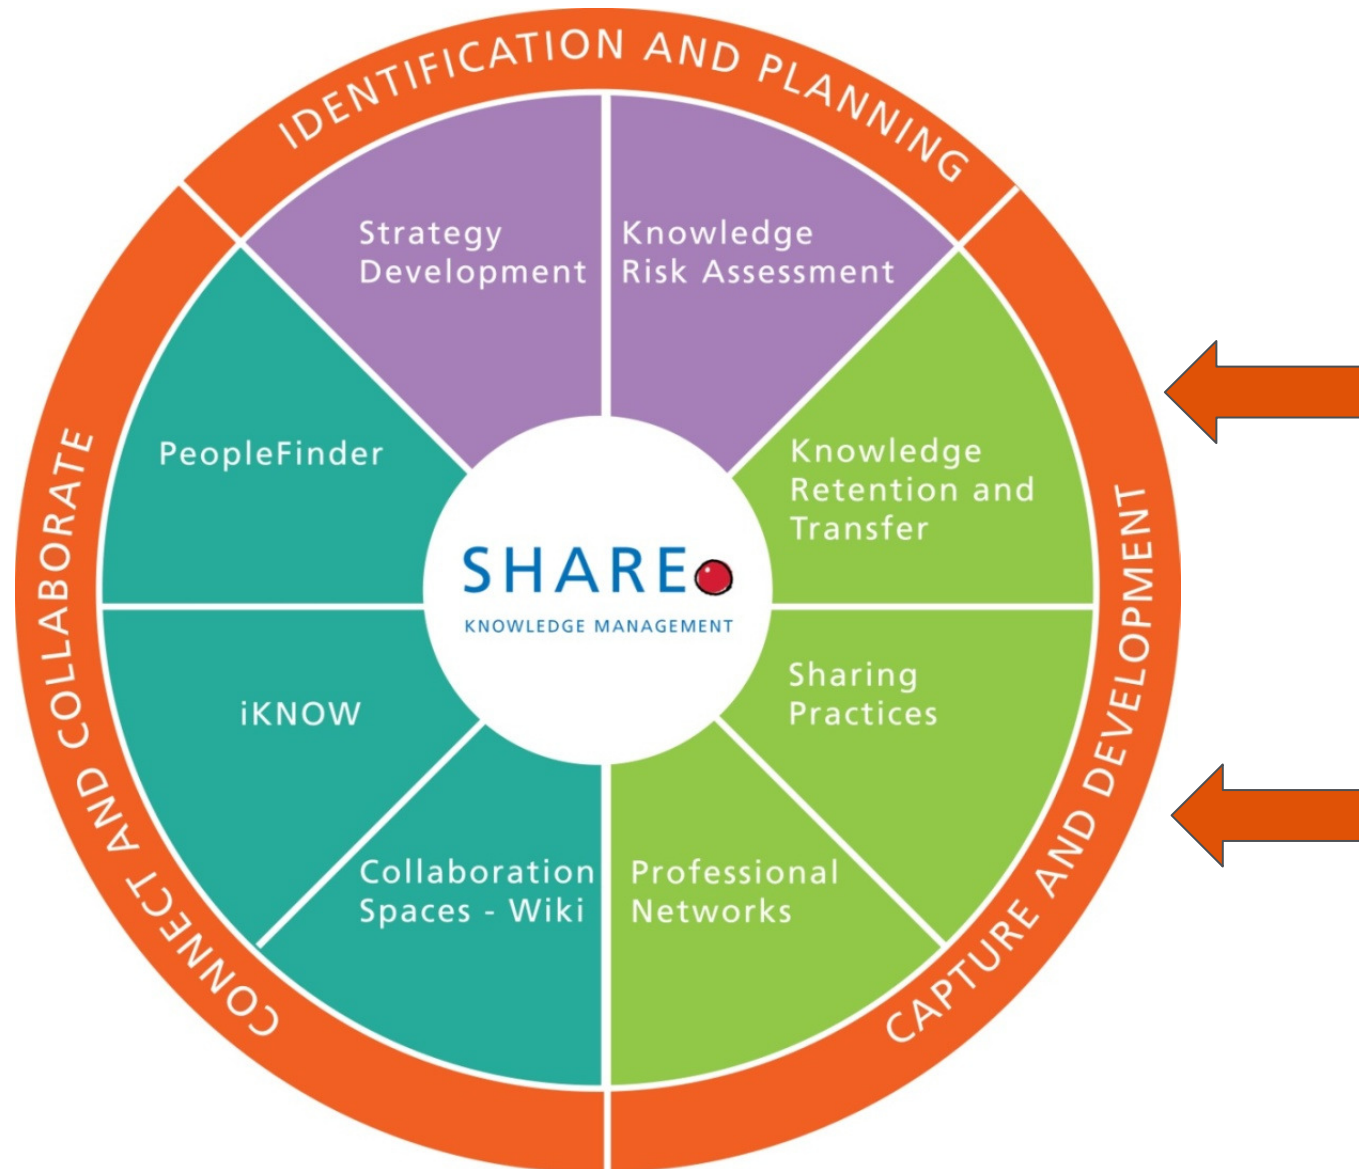 IDENTIFICATION AND PLANNING
Strategy
Development
Knowledge
Risk Assessment
PeopleFinder
Knowledge
Retention and
Transfer
SHARE
KNOWLEDGE MANAGEMENT
iKNOW
Sharing
Practices
Collaboration
Spaces - Wiki
Professional
Networks
CONNECT AND COLLABORATE
CAPTURE AND DEVELOPMENT